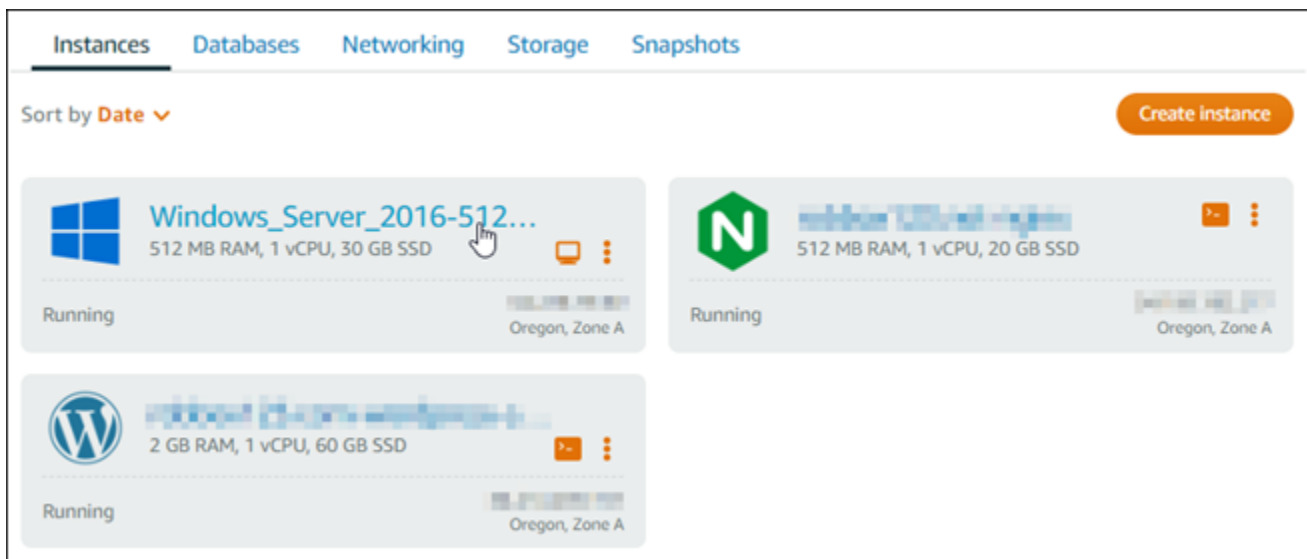 Instances Databases Networking Storage Snapshots
Sort by Date
Create instance
Windows_Server_2016-512...
512 MB RAM, 1 vCPU, 30 GB SSD
Running
Oregon, Zone A
N
512 MB RAM, 1 vCPU, 20 GB SSD
Running
Oregon, Zone A
W
2 GB RAM, 1 vCPU, 60 GB SSD
Running
Oregon, Zone A